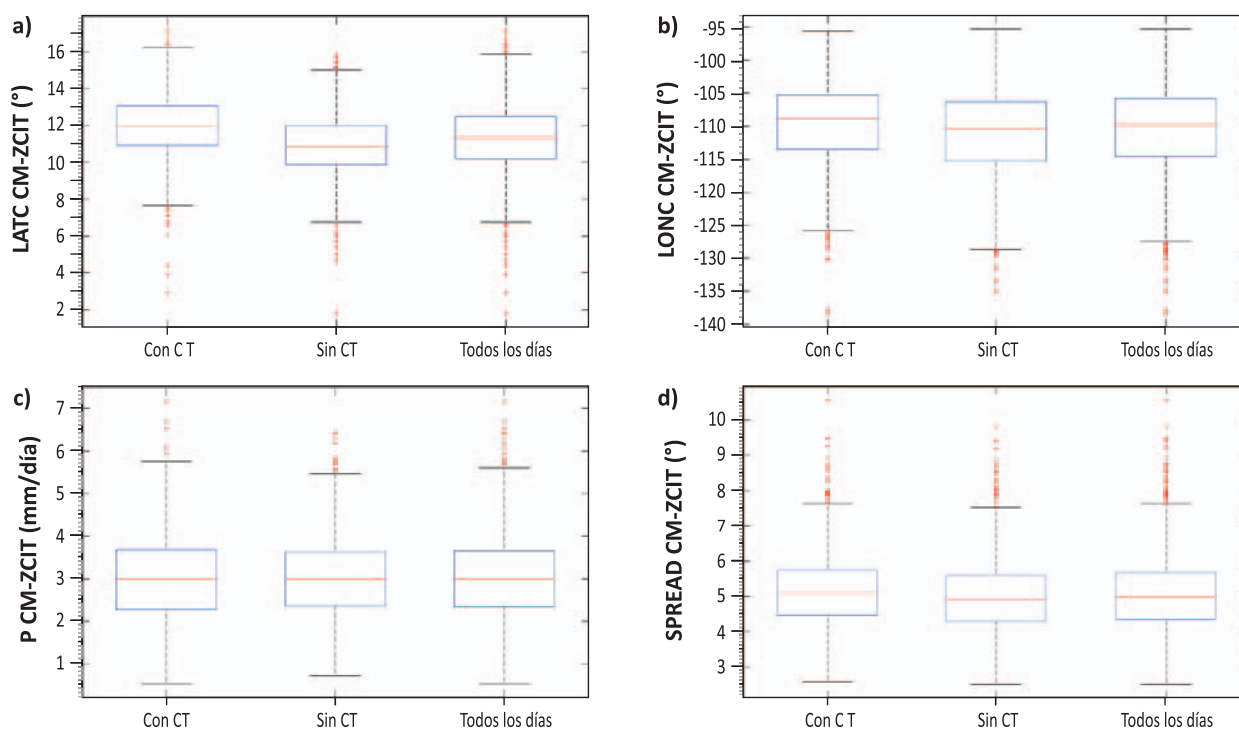 a)
LATC CM-ZCIT (°)
16
14
12
10
8
6
4
2
Con C T
Sin CT
Todos los días
b)
LONC CM-ZCIT (°)
-95
-100
-105
-110
-115
-120
-125
-130
-135
-140
Con C T
Sin CT
Todos los días
c)
P CM-ZCIT (mm/día)
7
6
5
4
3
2
1
Con CT
Sin CT
Todos los días
d)
SPREAD CM-ZCIT (°)
10
9
8
7
6
5
4
3
Con C T
Sin CT
Todos los días